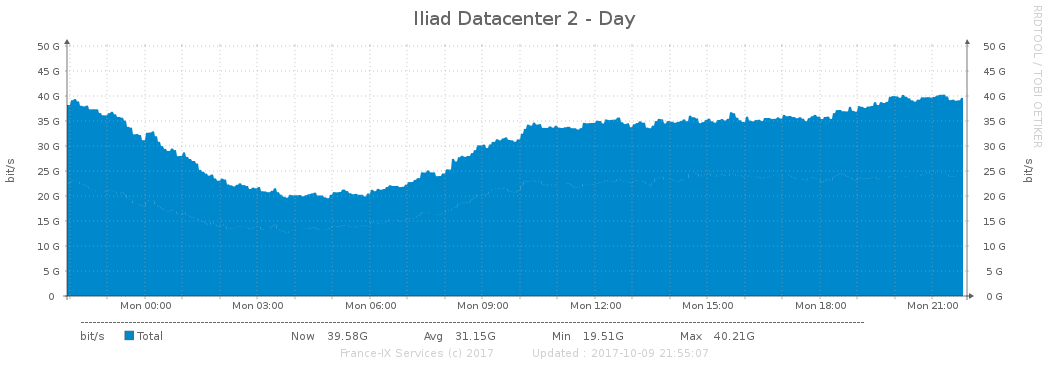 Iliad Datacenter 2 - Day
RRDTOOL / TOBI OETIKER
50 G 50 G
45 G 45 G
40 G 40 G
35 G 35 G
30 G 30 G
25 G 25 G
20 G 20 G
15 G 15 G
10 G 10 G
5 G 5 G
0 0 G
bit/s bit/s
Mon 00:00 Mon 03:00 Mon 06:00 Mon 09:00 Mon 12:00 Mon 15:00 Mon 18:00 Mon 21:00
bit/s Total Now 39.58G Avg 31.15G Min 19.51G Max 40.21G
France-IX Services (c) 2017 Updated : 2017-10-09 21:55:07